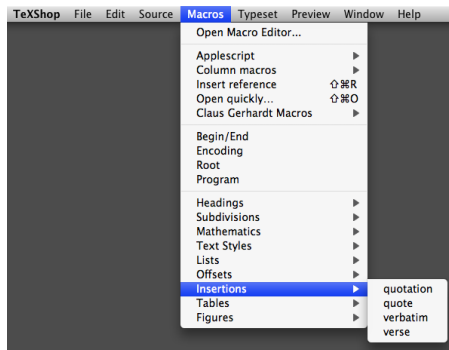 TeXShop File Edit Source Macros Typeset Preview Window Help
Open Macro Editor...
Applescript
Column macros
Insert reference ⇧⌘R
Open quickly... ⇧⌘O
Claus Gerhardt Macros
Begin/End
Encoding
Root
Program
Headings
Subdivisions
Mathematics
Text Styles
Lists
Offsets
Insertions
Tables
Figures
quotation
quote
verbatim
verse